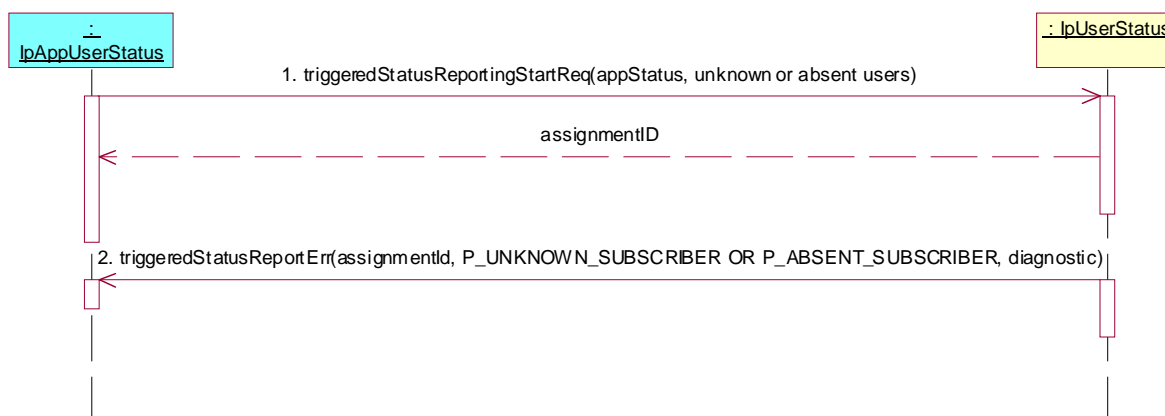 :
IpAppUserStatus
: IpUserStatus
1. triggeredStatusReportingStartReq(appStatus, unknown or absent users)
assignmentID
2. triggeredStatusReportErr(assignmentId, P_UNKNOWN_SUBSCRIBER OR P_ABSENT_SUBSCRIBER, diagnostic)